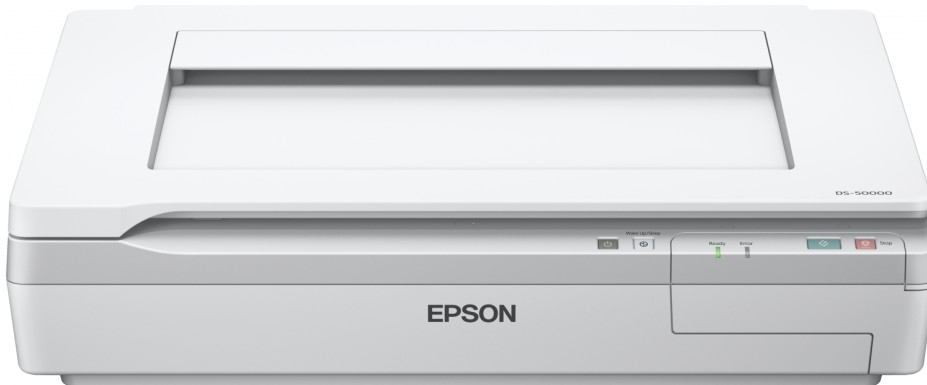 DS-50000
Wake Up/Sleep
Ready Error
Stop
EPSON